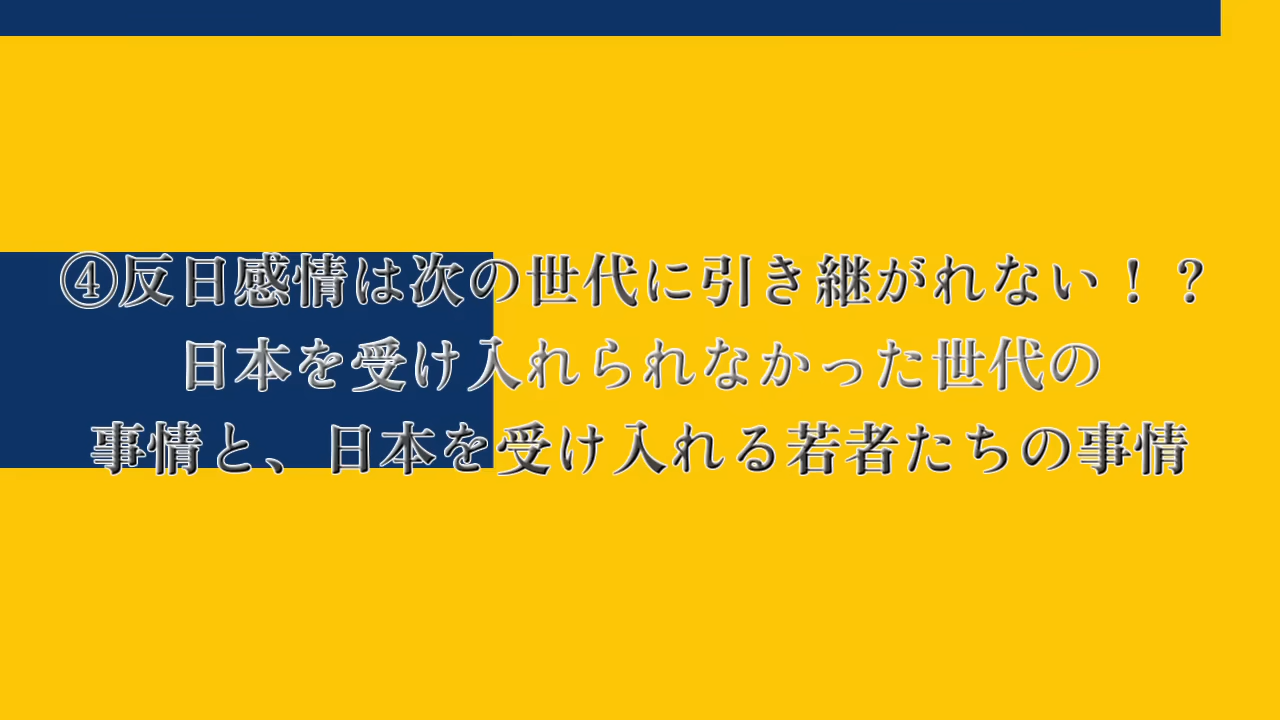 ④反日感情は次の世代に引き継がれない！？
日本を受け入れられなかった世代の
事情と、日本を受け入れる若者たちの事情